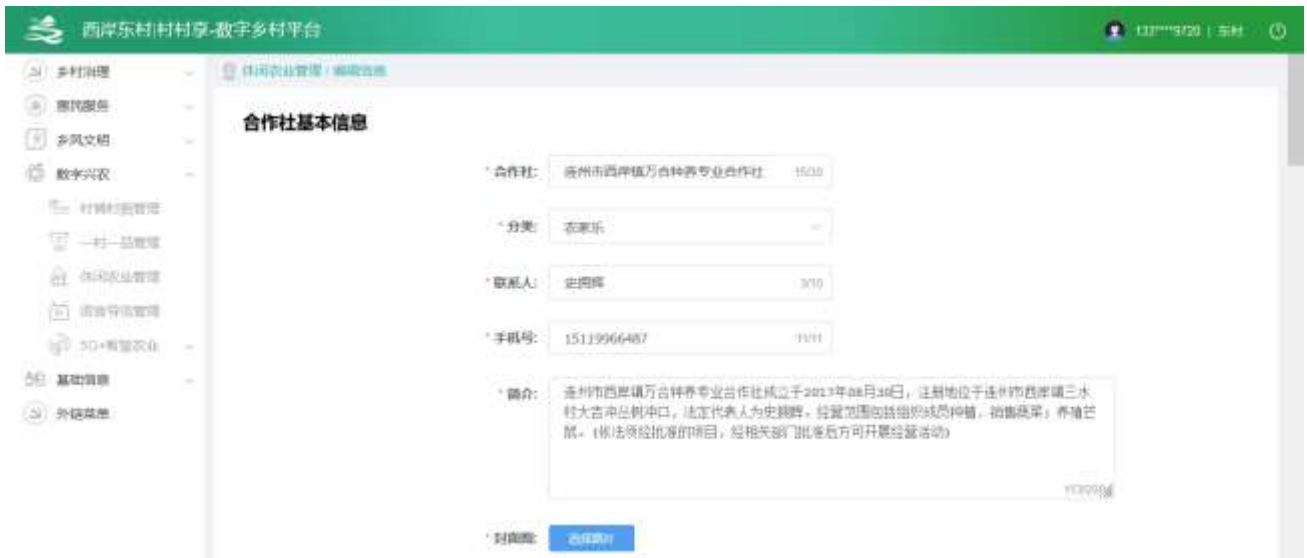 西岸东村|村村享-数字乡村平台
133****9720 | 东村
乡村治理
惠民服务
乡风文明
数字兴农
村铺村圈管理
一村一品管理
休闲农业管理
语音导览管理
5G+智慧农业
基础信息
外链菜单
休闲农业管理 / 编辑信息
合作社基本信息
* 合作社: 连州市西岸镇万吉种养专业合作社 15/30
* 分类: 农家乐
* 联系人: 史拥辉 3/10
* 手机号: 15119966487 11/11
* 简介: 连州市西岸镇万吉种养专业合作社成立于2017年08月30日，注册地位于连州市西岸镇三水
村大吉冲丛树冲口，法定代表人为史拥辉。经营范围包括组织成员种植、销售蔬菜；养殖芒
鼠。(依法须经批准的项目，经相关部门批准后方可开展经营活动)
* 封面图: 选择图片